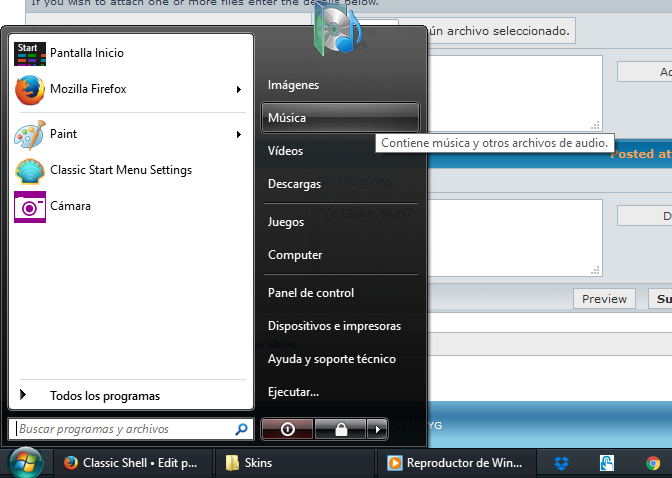 If you wish to attach one or more files enter the details below.
ún archivo seleccionado.
Start
Pantalla Inicio
Mozilla Firefox
Paint
Classic Start Menu Settings
Cámara
Todos los programas
Buscar programas y archivos
Imágenes
Música
Contiene música y otros archivos de audio.
Vídeos
Descargas
Juegos
Computer
Panel de control
Dispositivos e impresoras
Ayuda y soporte técnico
Ejecutar...
Posted at
Vistalike.skin7
Preview
Su
Classic Shell • Edit p...
Skins
Reproductor de Win...